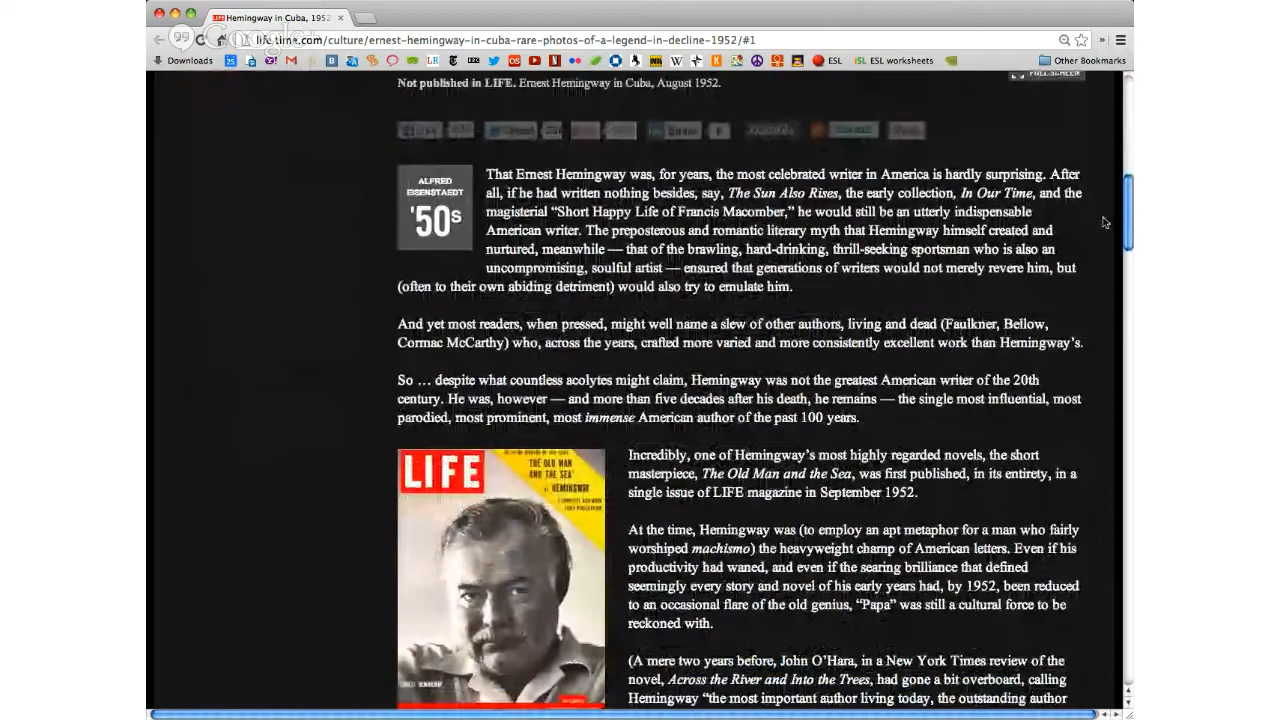 LIFE Hemingway in Cuba, 1952
Google+
life.time.com/culture/ernest-hemingway-in-cuba-rare-photos-of-a-legend-in-decline-1952/#1
Downloads
ESL
ESL worksheets
Other Bookmarks
FULL SCREEN
Not published in LIFE. Ernest Hemingway in Cuba, August 1952.
ALFRED
EISENSTAEDT
'50s
That Ernest Hemingway was, for years, the most celebrated writer in America is hardly surprising. After
all, if he had written nothing besides, say, The Sun Also Rises, the early collection, In Our Time, and the
magisterial “Short Happy Life of Francis Macomber,” he would still be an utterly indispensable
American writer. The preposterous and romantic literary myth that Hemingway himself created and
nurtured, meanwhile — that of the brawling, hard-drinking, thrill-seeking sportsman who is also an
uncompromising, soulful artist — ensured that generations of writers would not merely revere him, but
(often to their own abiding detriment) would also try to emulate him.
And yet most readers, when pressed, might well name a slew of other authors, living and dead (Faulkner, Bellow,
Cormac McCarthy) who, across the years, crafted more varied and more consistently excellent work than Hemingway’s.
So … despite what countless acolytes might claim, Hemingway was not the greatest American writer of the 20th
century. He was, however — and more than five decades after his death, he remains — the single most influential, most
parodied, most prominent, most immense American author of the past 100 years.
LIFE
'THE OLD MAN
AND THE SEA'
HEMINGWAY
ERNEST HEMINGWAY
Incredibly, one of Hemingway’s most highly regarded novels, the short
masterpiece, The Old Man and the Sea, was first published, in its entirety, in a
single issue of LIFE magazine in September 1952.
At the time, Hemingway was (to employ an apt metaphor for a man who fairly
worshiped machismo) the heavyweight champ of American letters. Even if his
productivity had waned, and even if the searing brilliance that defined
seemingly every story and novel of his early years had, by 1952, been reduced
to an occasional flare of the old genius, “Papa” was still a cultural force to be
reckoned with.
(A mere two years before, John O’Hara, in a New York Times review of the
novel, Across the River and Into the Trees, had gone a bit overboard, calling
Hemingway “the most important author living today, the outstanding author